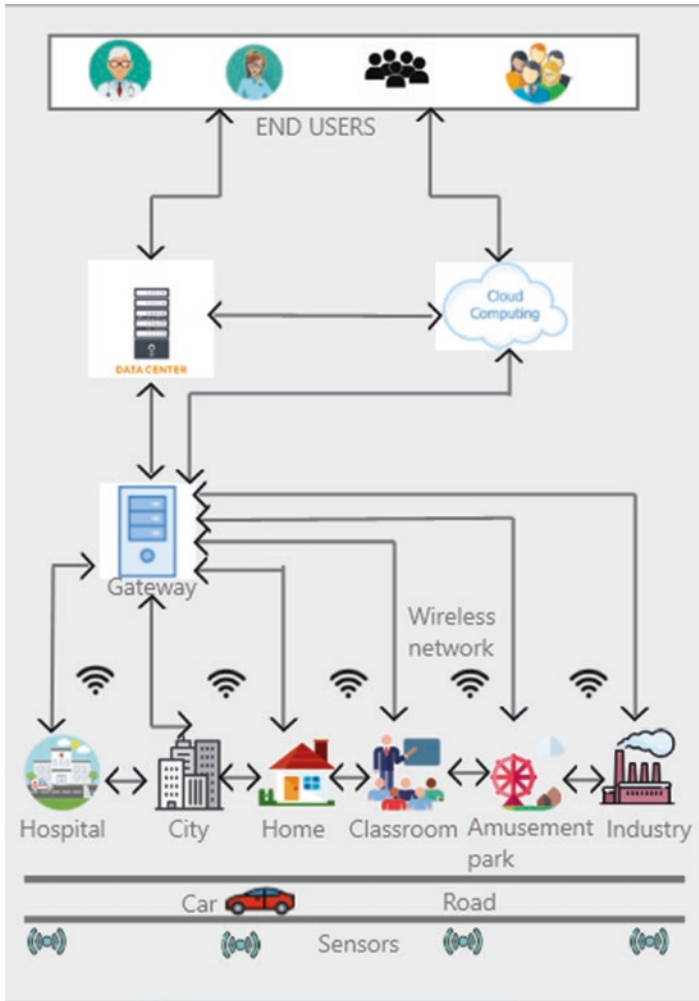 END USERS
Cloud
Computing
DATA CENTER
Gateway
Wireless
network
Hospital
City
Home
Classroom
Amusement
park
Industry
Car
Road
Sensors